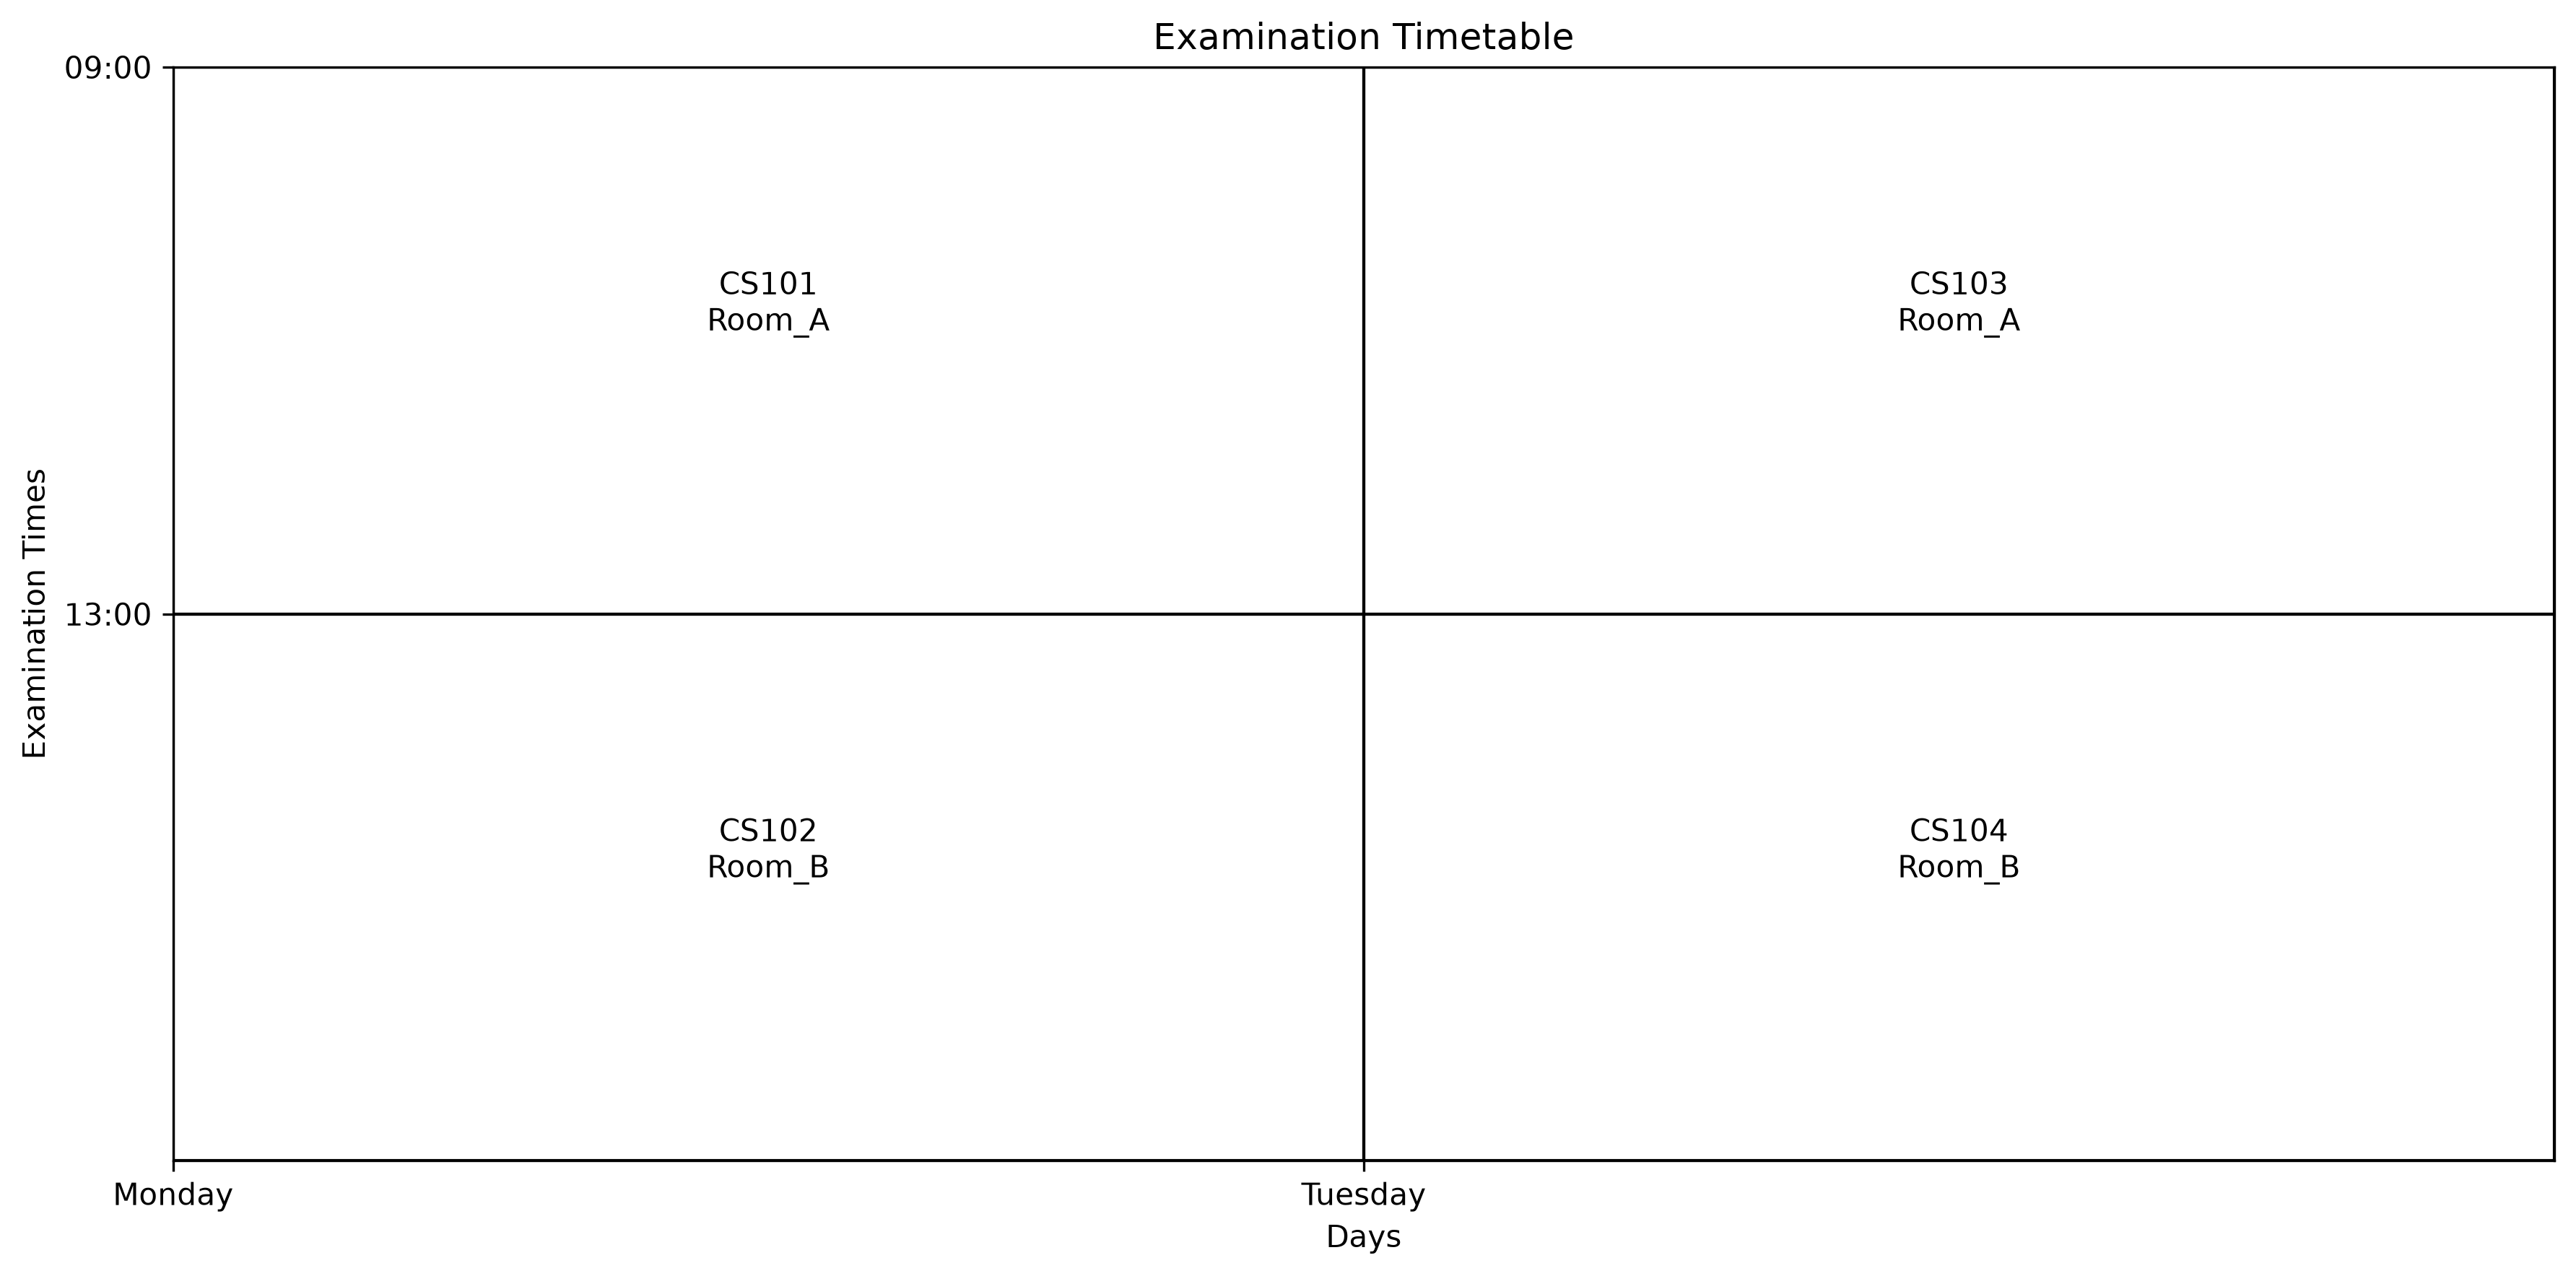 Examination Timetable
09:00
CS101
Room_A
CS103
Room_A
Examination Times
13:00
CS102
Room_B
CS104
Room_B
Monday
Tuesday
Days